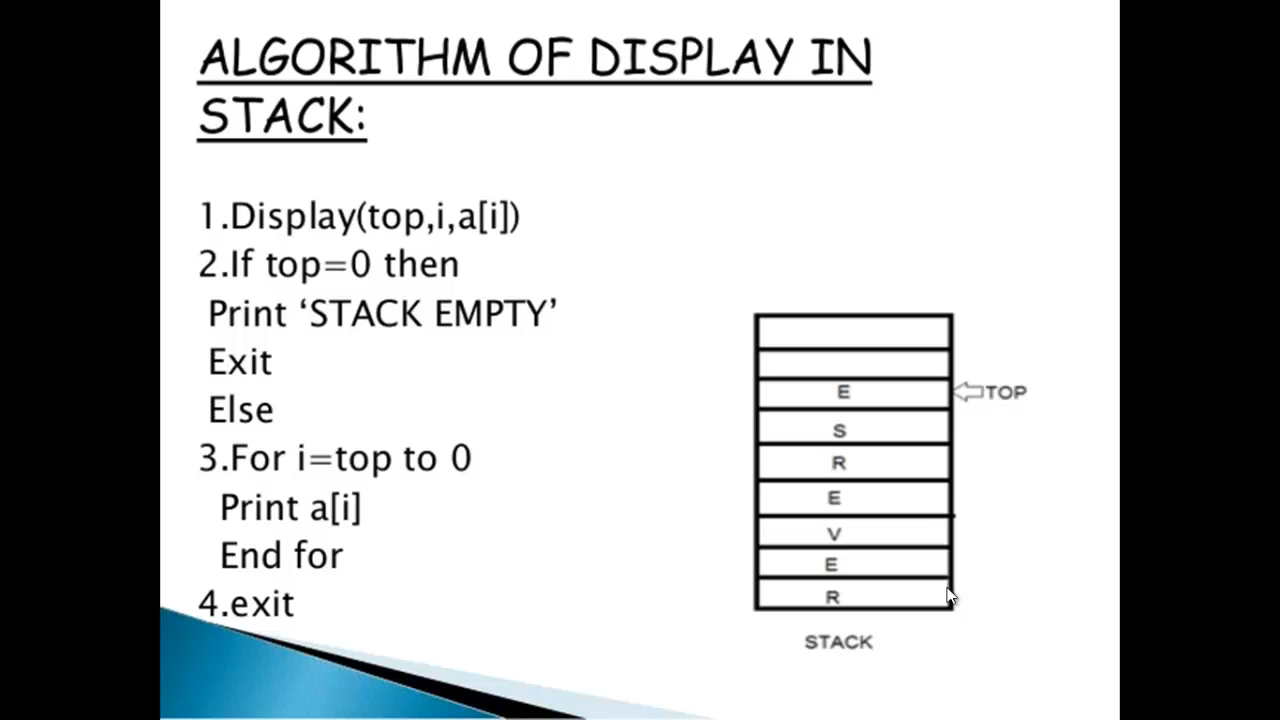 ALGORITHM OF DISPLAY IN
STACK:
1.Display(top,i,a[i])
2.If top=0 then
Print ‘STACK EMPTY’
Exit
Else
3.For i=top to 0
Print a[i]
End for
4.exit
E
TOP
S
R
E
V
E
R
STACK